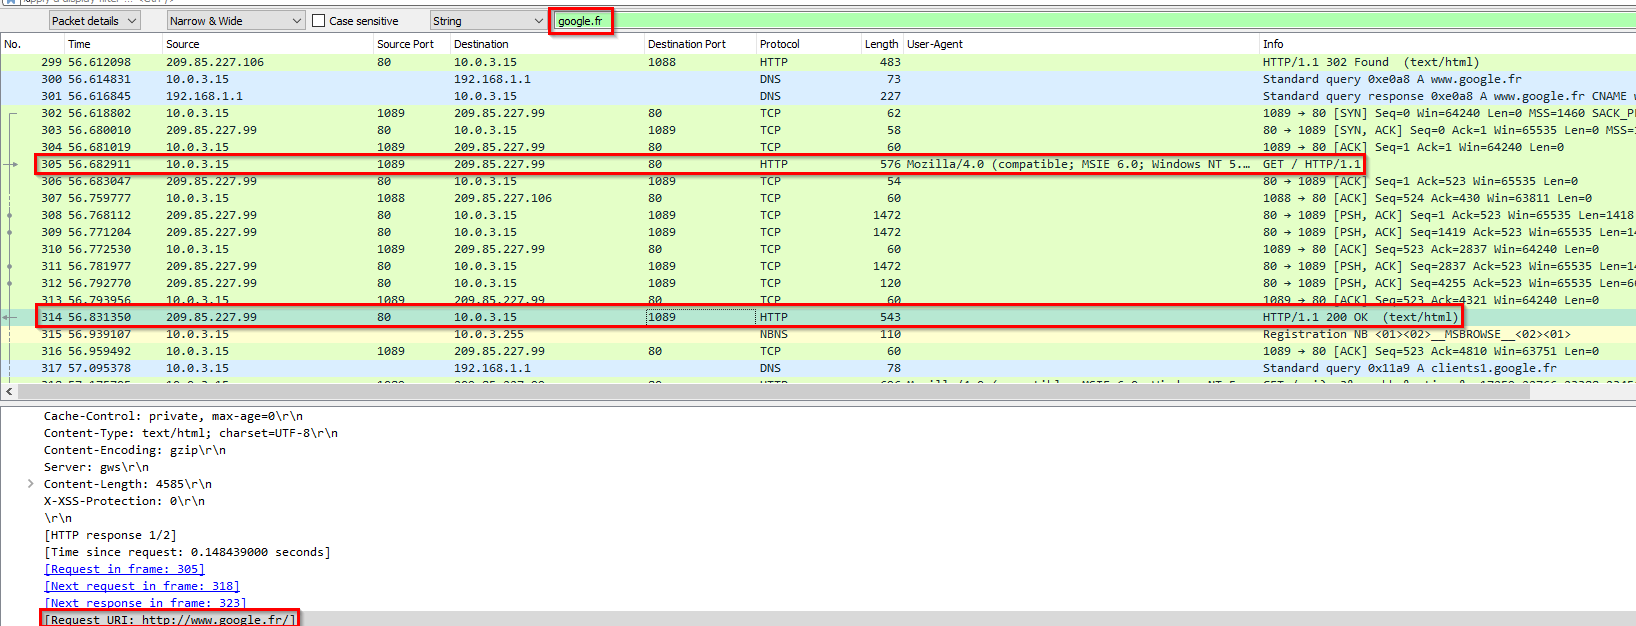 Packet details Narrow & Wide Case sensitive String google.fr
No. Time Source Source Port Destination Destination Port Protocol Length User-Agent Info
299 56.612098 209.85.227.106 80 10.0.3.15 1088 HTTP 483 HTTP/1.1 302 Found (text/html)
300 56.614831 10.0.3.15 192.168.1.1 DNS 73 Standard query 0xe0a8 A www.google.fr
301 56.616845 192.168.1.1 10.0.3.15 DNS 227 Standard query response 0xe0a8 A www.google.fr CNAME
302 56.618802 10.0.3.15 1089 209.85.227.99 80 TCP 62 1089 → 80 [SYN] Seq=0 Win=64240 Len=0 MSS=1460
303 56.680010 209.85.227.99 80 10.0.3.15 1089 TCP 58 80 → 1089 [SYN, ACK] Seq=0 Ack=1 Win=65535 Len=0
304 56.681019 10.0.3.15 1089 209.85.227.99 80 TCP 60 1089 → 80 [ACK] Seq=1 Ack=1 Win=64240 Len=0
305 56.682911 10.0.3.15 1089 209.85.227.99 80 HTTP 576 Mozilla/4.0 (compatible; MSIE 6.0; Windows NT 5.… GET / HTTP/1.1
306 56.683047 209.85.227.99 80 10.0.3.15 1089 TCP 54 80 → 1089 [ACK] Seq=1 Ack=523 Win=65535 Len=0
307 56.759777 10.0.3.15 1088 209.85.227.106 80 TCP 60 1088 → 80 [ACK] Seq=524 Ack=430 Win=63811 Len=0
308 56.768112 209.85.227.99 80 10.0.3.15 1089 TCP 1472 80 → 1089 [PSH, ACK] Seq=1 Ack=523 Win=65535 Len=1418
309 56.771204 209.85.227.99 80 10.0.3.15 1089 TCP 1472 80 → 1089 [PSH, ACK] Seq=1419 Ack=523 Win=65535
310 56.772530 10.0.3.15 1089 209.85.227.99 80 TCP 60 1089 → 80 [ACK] Seq=523 Ack=2837 Win=64240 Len=0
311 56.781977 209.85.227.99 80 10.0.3.15 1089 TCP 1472 80 → 1089 [PSH, ACK] Seq=2837 Ack=523 Win=65535
312 56.792770 209.85.227.99 80 10.0.3.15 1089 TCP 120 80 → 1089 [PSH, ACK] Seq=4255 Ack=523 Win=65535
313 56.793956 10.0.3.15 1089 209.85.227.99 80 TCP 60 1089 → 80 [ACK] Seq=523 Ack=4321 Win=64240 Len=0
314 56.831350 209.85.227.99 80 10.0.3.15 1089 HTTP 543 HTTP/1.1 200 OK (text/html)
315 56.939107 10.0.3.15 10.0.3.255 NBNS 110 Registration NB <01><02>__MSBROWSE__<02><01>
316 56.959492 10.0.3.15 1089 209.85.227.99 80 TCP 60 1089 → 80 [ACK] Seq=523 Ack=4810 Win=63751 Len=0
317 57.095378 10.0.3.15 192.168.1.1 DNS 78 Standard query 0x11a9 A clients1.google.fr
Cache-Control: private, max-age=0\r\n
Content-Type: text/html; charset=UTF-8\r\n
Content-Encoding: gzip\r\n
Server: gws\r\n
Content-Length: 4585\r\n
X-XSS-Protection: 0\r\n
\r\n
[HTTP response 1/2]
[Time since request: 0.148439000 seconds]
[Request in frame: 305]
[Next request in frame: 318]
[Next response in frame: 323]
[Request URI: http://www.google.fr/]